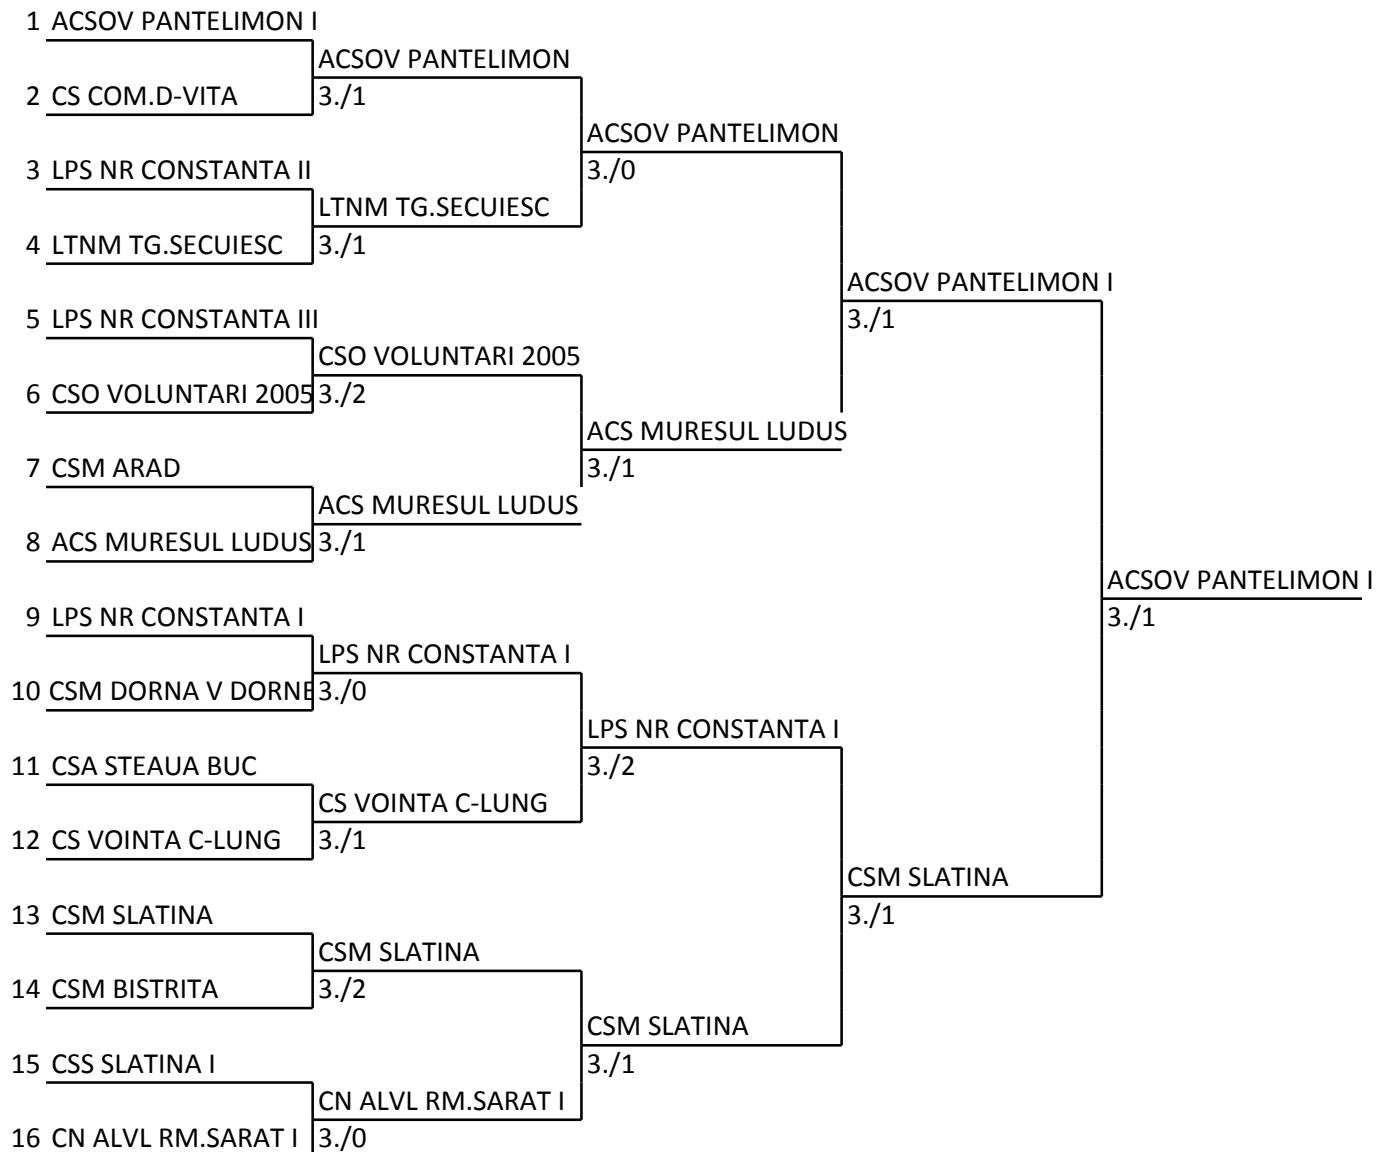 1 ACSOV PANTELIMON I
ACSOV PANTELIMON
2 CS COM.D-VITA 3./1
ACSOV PANTELIMON
3 LPS NR CONSTANTA II 3./0
LTNM TG.SECUIESC
4 LTNM TG.SECUIESC 3./1
ACSOV PANTELIMON I
5 LPS NR CONSTANTA III 3./1
CSO VOLUNTARI 2005
6 CSO VOLUNTARI 2005 3./2
ACS MURESUL LUDUS
7 CSM ARAD 3./1
ACS MURESUL LUDUS
8 ACS MURESUL LUDUS 3./1
ACSOV PANTELIMON I
9 LPS NR CONSTANTA I 3./1
LPS NR CONSTANTA I
10 CSM DORNA V DORNE 3./0
LPS NR CONSTANTA I
11 CSA STEAUA BUC 3./2
CS VOINTA C-LUNG
12 CS VOINTA C-LUNG 3./1
CSM SLATINA
13 CSM SLATINA 3./1
CSM SLATINA
14 CSM BISTRITA 3./2
CSM SLATINA
15 CSS SLATINA I 3./1
CN ALVL RM.SARAT I
16 CN ALVL RM.SARAT I 3./0